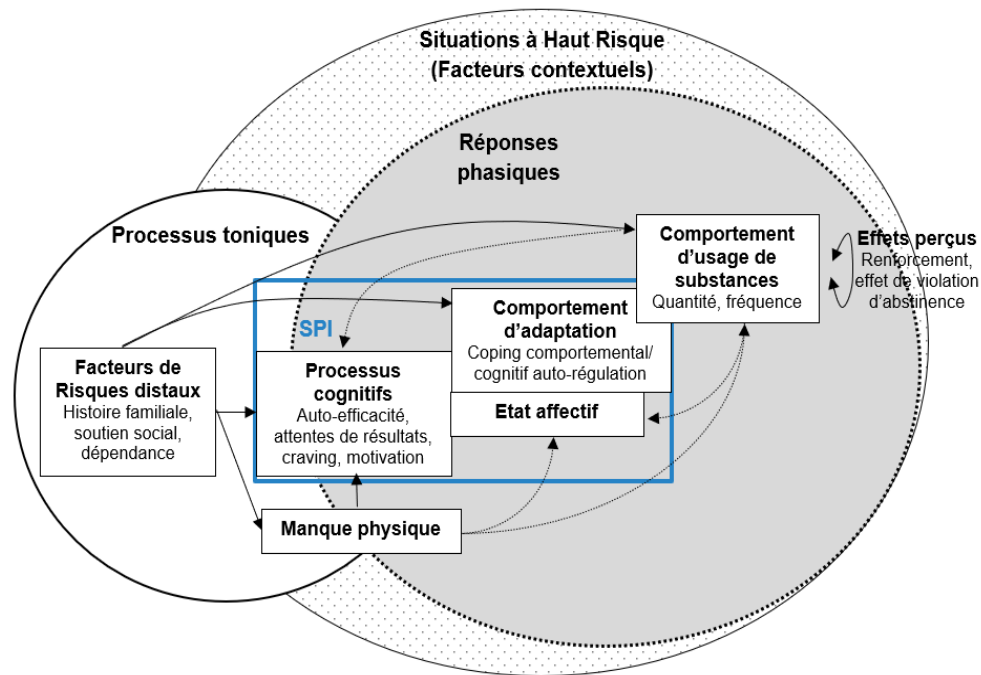 Situations à Haut Risque
(Facteurs contextuels)
Réponses
phasiques
Processus toniques
Comportement
d'usage de
substances
Quantité, fréquence
Effets perçus
Renforcement,
effet de violation
d'abstinence
SPI
Comportement
d'adaptation
Coping comportemental/
cognitif auto-régulation
Facteurs de
Risques distaux
Histoire familiale,
soutien social,
dépendance
Processus
cognitifs
Auto-efficacité,
attentes de résultats,
craving, motivation
Etat affectif
Manque physique